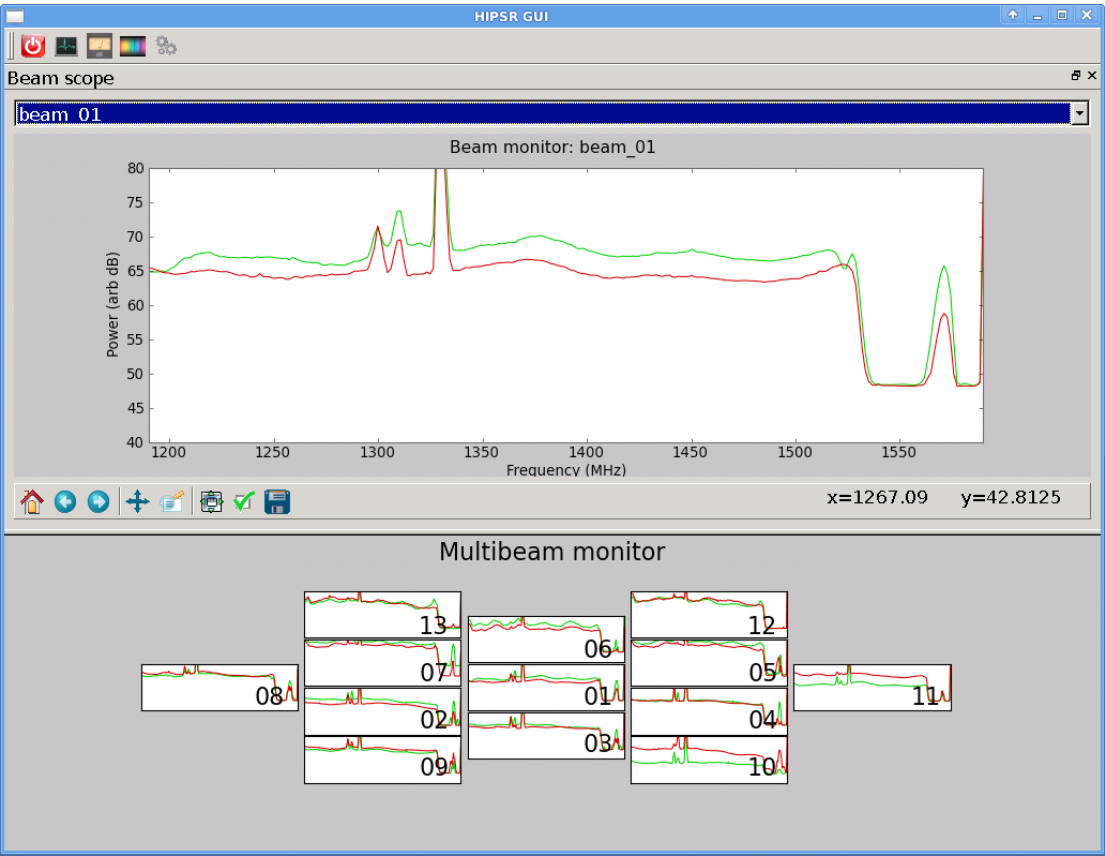 HIPSR GUI
Beam scope
beam_01
Beam monitor: beam_01
80
75
70
65
60
55
50
45
40
Power (arb dB)
1200 1250 1300 1350 1400 1450 1500 1550
Frequency (MHz)
x=1267.09 y=42.8125
Multibeam monitor
13 12
06
07 05
08 01 11
02 04
03
09 10